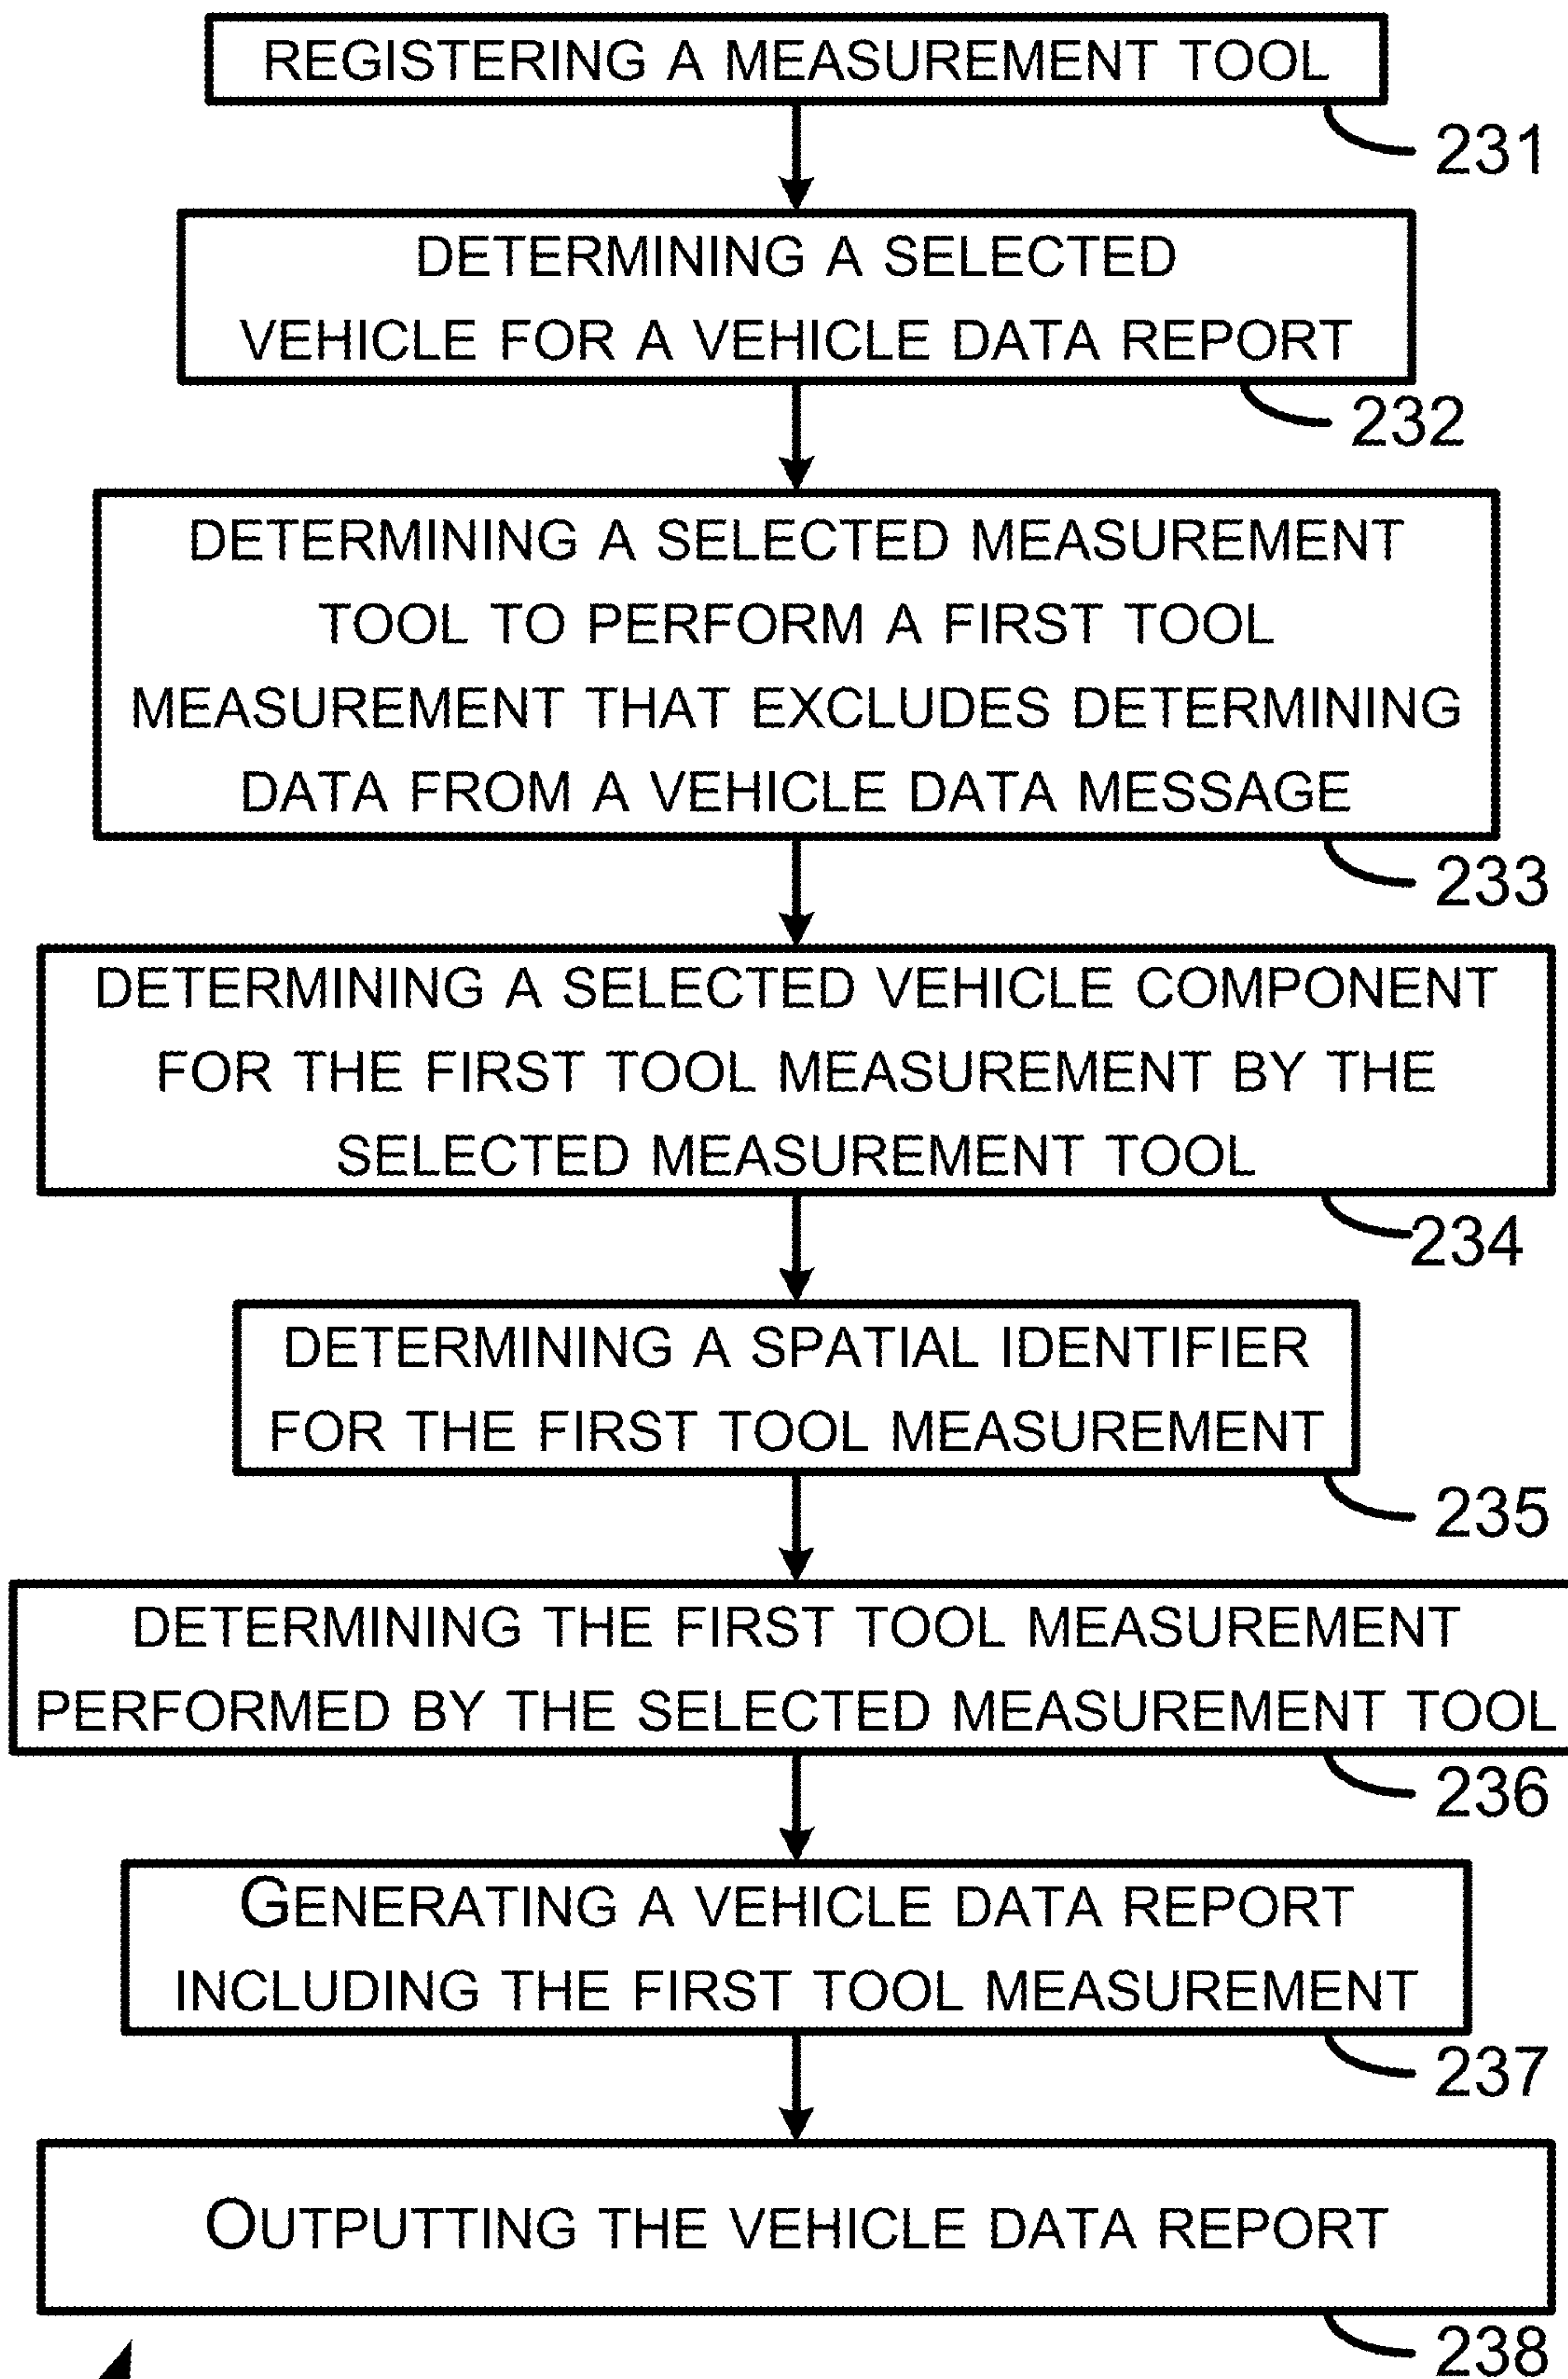 REGISTERING A MEASUREMENT TOOL
231
DETERMINING A SELECTED
VEHICLE FOR A VEHICLE DATA REPORT
232
DETERMINING A SELECTED MEASUREMENT
TOOL TO PERFORM A FIRST TOOL
MEASUREMENT THAT EXCLUDES DETERMINING
DATA FROM A VEHICLE DATA MESSAGE
233
DETERMINING A SELECTED VEHICLE COMPONENT
FOR THE FIRST TOOL MEASUREMENT BY THE
SELECTED MEASUREMENT TOOL
234
DETERMINING A SPATIAL IDENTIFIER
FOR THE FIRST TOOL MEASUREMENT
235
DETERMINING THE FIRST TOOL MEASUREMENT
PERFORMED BY THE SELECTED MEASUREMENT TOOL
236
GENERATING A VEHICLE DATA REPORT
INCLUDING THE FIRST TOOL MEASUREMENT
237
OUTPUTTING THE VEHICLE DATA REPORT
238